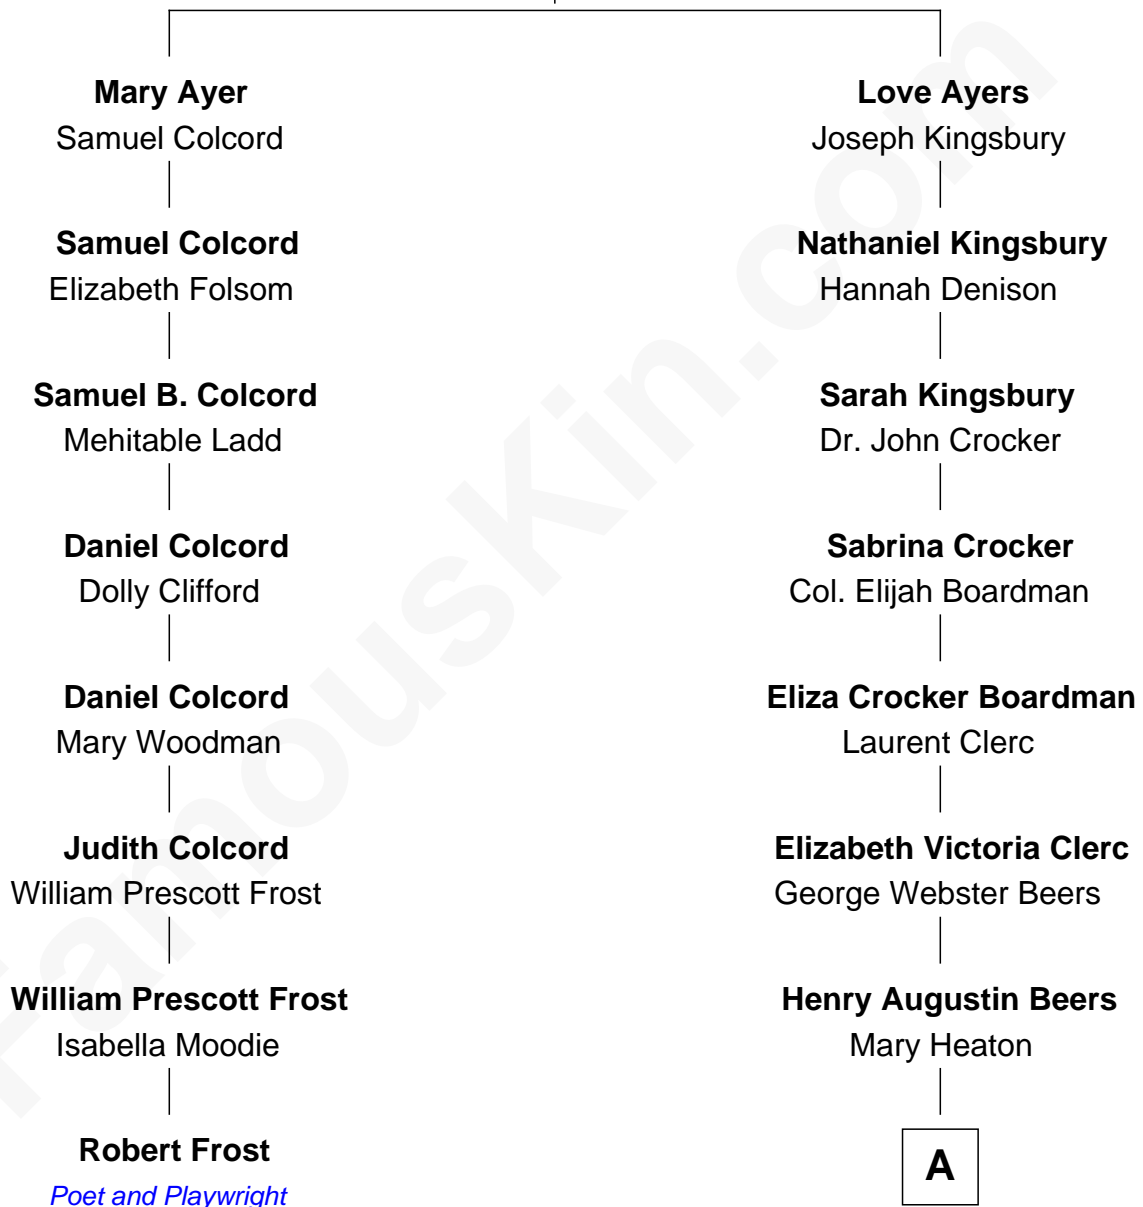 Mary Ayer
Samuel Colcord
Samuel Colcord
Elizabeth Folsom
Samuel B. Colcord
Mehitable Ladd
Daniel Colcord
Dolly Clifford
Daniel Colcord
Mary Woodman
Judith Colcord
William Prescott Frost
William Prescott Frost
Isabella Moodie
Robert Frost
Poet and Playwright
Love Ayers
Joseph Kingsbury
Nathaniel Kingsbury
Hannah Denison
Sarah Kingsbury
Dr. John Crocker
Sabrina Crocker
Col. Elijah Boardman
Eliza Crocker Boardman
Laurent Clerc
Elizabeth Victoria Clerc
George Webster Beers
Henry Augustin Beers
Mary Heaton
A
FamousKin.com